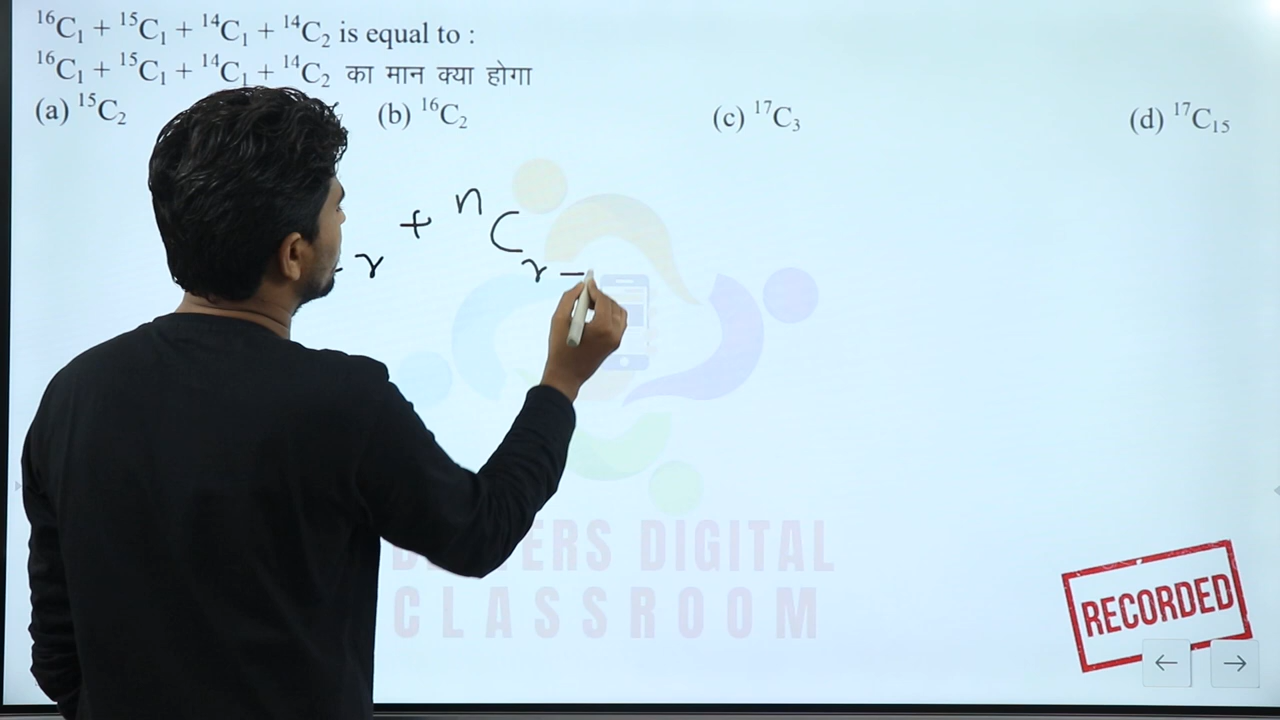 ¹⁶C₁ + ¹⁵C₁ + ¹⁴C₁ + ¹⁴C₂ is equal to :
¹⁶C₁ + ¹⁵C₁ + ¹⁴C₁ + ¹⁴C₂ का मान क्या होगा
(a) ¹⁵C₂ (b) ¹⁶C₂ (c) ¹⁷C₃ (d) ¹⁷C₁₅
r + ⁿC r –
DIGITAL
CLASSROOM
RECORDED
← →